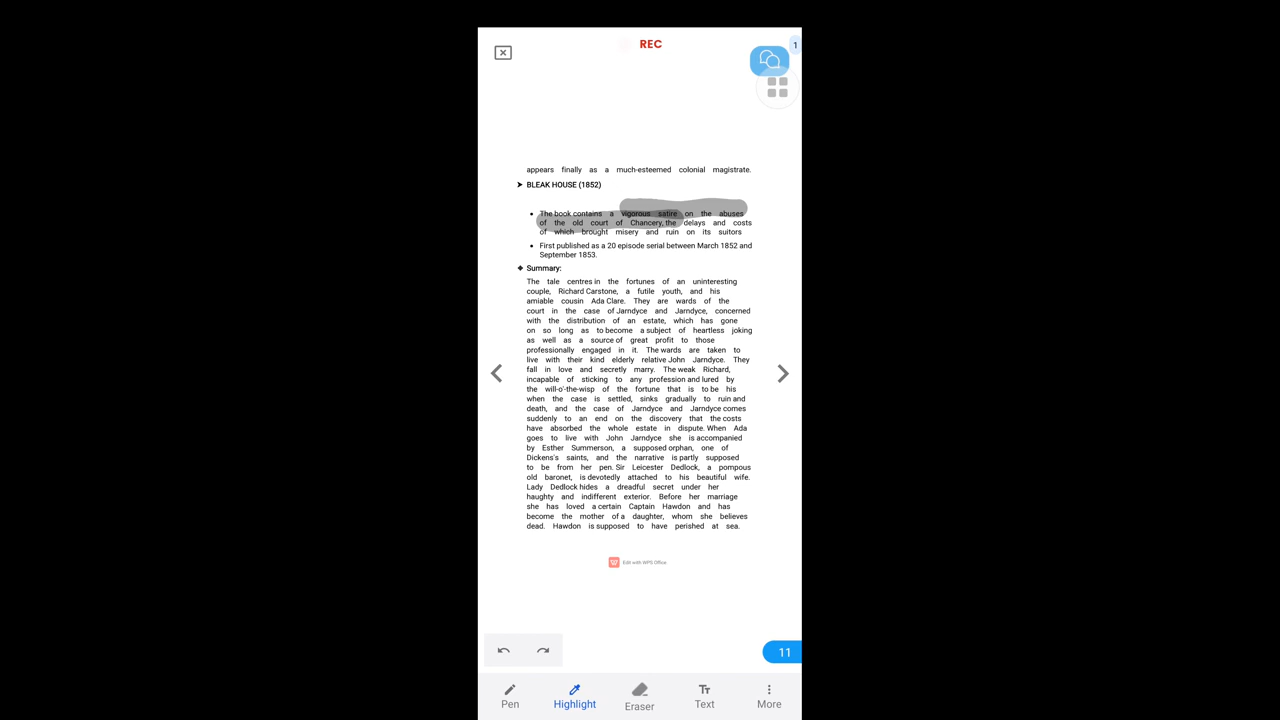 REC
1
appears finally as a much-esteemed colonial magistrate.
➤ BLEAK HOUSE (1852)
• The book contains a vigorous satire on the abuses
of the old court of Chancery, the delays and costs
of which brought misery and ruin on its suitors
• First published as a 20 episode serial between March 1852 and
September 1853.
❖ Summary:
The tale centres in the fortunes of an uninteresting
couple, Richard Carstone, a futile youth, and his
amiable cousin Ada Clare. They are wards of the
court in the case of Jarndyce and Jarndyce, concerned
with the distribution of an estate, which has gone
on so long as to become a subject of heartless joking
as well as a source of great profit to those
professionally engaged in it. The wards are taken to
live with their kind elderly relative John Jarndyce. They
fall in love and secretly marry. The weak Richard,
incapable of sticking to any profession and lured by
the will-o'-the-wisp of the fortune that is to be his
when the case is settled, sinks gradually to ruin and
death, and the case of Jarndyce and Jarndyce comes
suddenly to an end on the discovery that the costs
have absorbed the whole estate in dispute. When Ada
goes to live with John Jarndyce she is accompanied
by Esther Summerson, a supposed orphan, one of
Dickens's saints, and the narrative is partly supposed
to be from her pen. Sir Leicester Dedlock, a pompous
old baronet, is devotedly attached to his beautiful wife.
Lady Dedlock hides a dreadful secret under her
haughty and indifferent exterior. Before her marriage
she has loved a certain Captain Hawdon and has
become the mother of a daughter, whom she believes
dead. Hawdon is supposed to have perished at sea.
Edit with WPS Office
11
Pen Highlight Eraser Text More